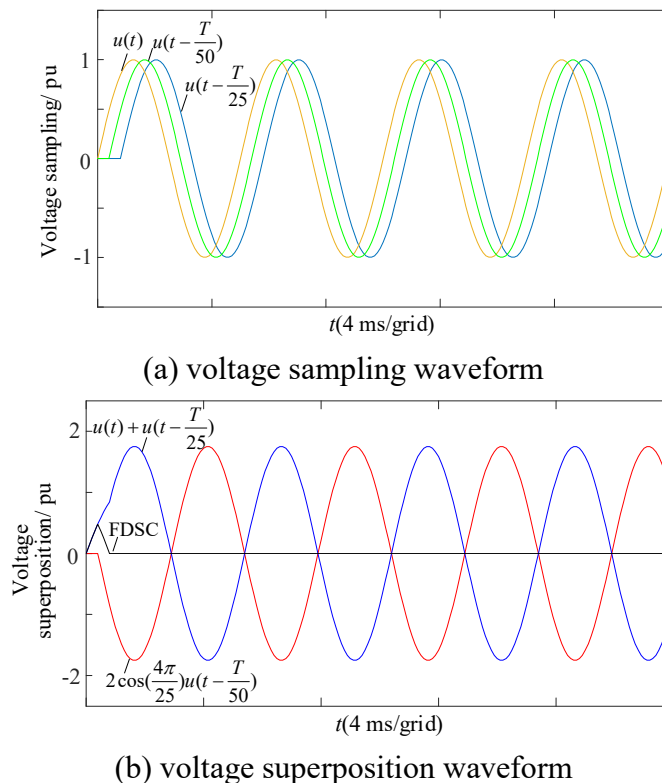 u(t) u(t − T/50)
u(t − T/25)
Voltage sampling/ pu
1
0
-1
t(4 ms/grid)
(a) voltage sampling waveform
u(t) + u(t − T/25)
FDSC
Voltage
superposition/ pu
2
0
-2
2cos(4π/25)u(t − T/50)
t(4 ms/grid)
(b) voltage superposition waveform